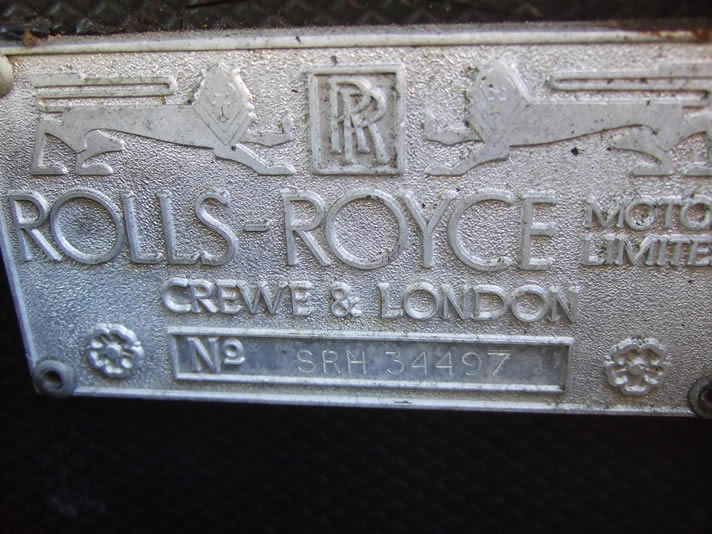 RR
ROLLS-ROYCE MOTO
LIMITE
CREWE & LONDON
Nº SRH 34497